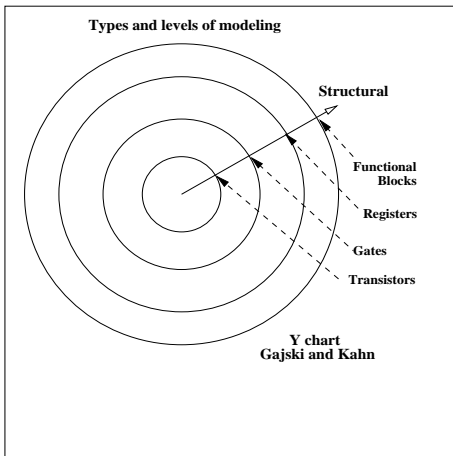 Types and levels of modeling
Structural
Functional
Blocks
Registers
Gates
Transistors
Y chart
Gajski and Kahn